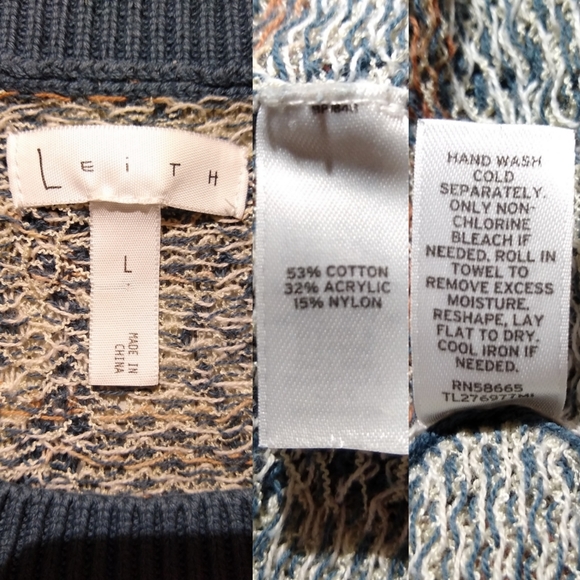 LEiTH
L
MADE IN
CHINA
53% COTTON
32% ACRYLIC
15% NYLON
HAND WASH
COLD
SEPARATELY.
ONLY NON-
CHLORINE
BLEACH IF
NEEDED. ROLL IN
TOWEL TO
REMOVE EXCESS
MOISTURE,
RESHAPE, LAY
FLAT TO DRY.
COOL IRON IF
NEEDED.
RN58665